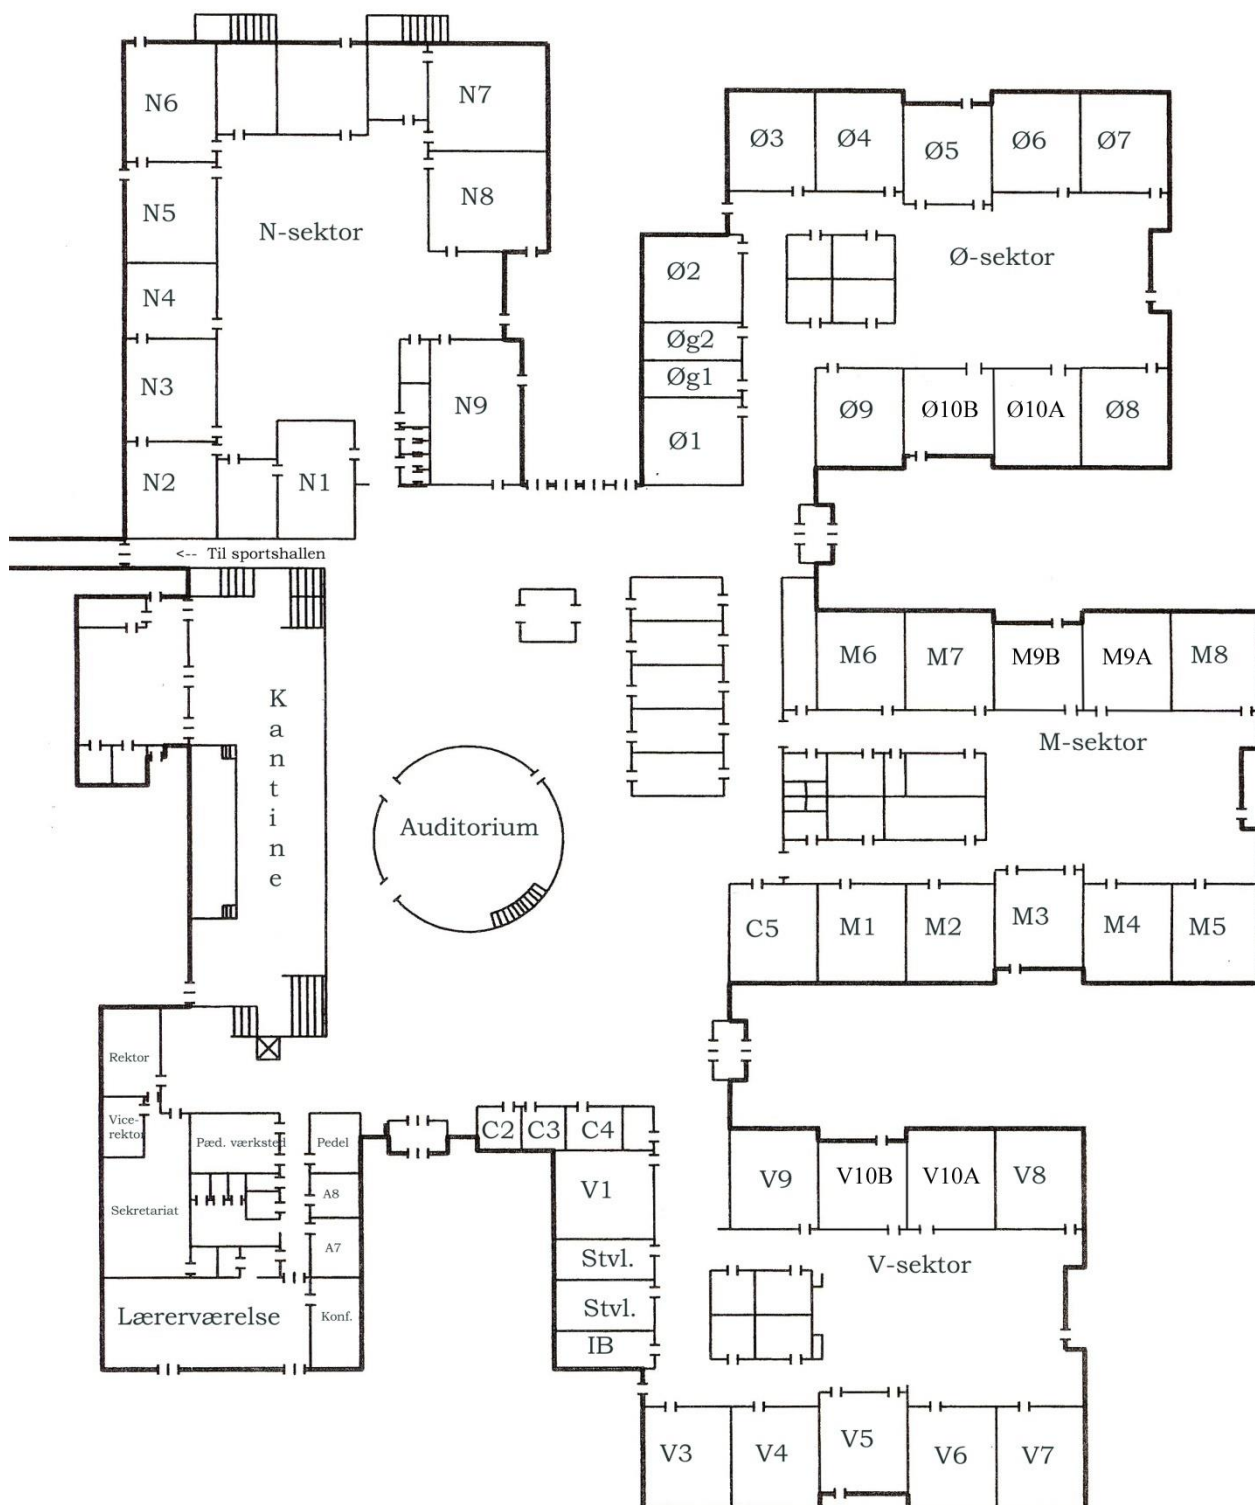 N6
N7
Ø3
Ø4
Ø5
Ø6
Ø7
N5
N-sektor
N8
Ø-sektor
Ø2
N4
Øg2
Øg1
N3
N9
Ø1
Ø9
Ø10B
Ø10A
Ø8
N2
N1
<-- Til sportshallen
M6
M7
M9B
M9A
M8
K
a
n
t
i
n
e
M-sektor
Auditorium
C5
M1
M2
M3
M4
M5
Rektor
Vice-
rektor
Pæd. værksted
Pedel
C2
C3
C4
V9
V10B
V10A
V8
A8
V1
Sekretariat
A7
Stvl.
V-sektor
Lærerværelse
Konf.
Stvl.
IB
V3
V4
V5
V6
V7